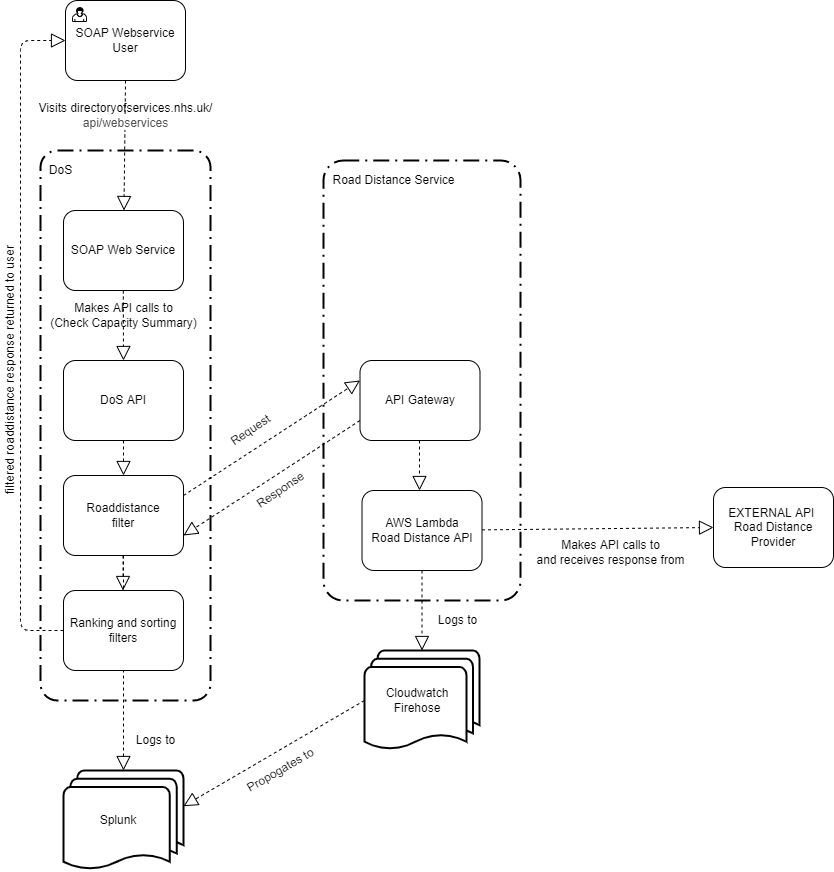 SOAP Webservice
User
Visits directoryofservices.nhs.uk/
api/webservices
DoS
SOAP Web Service
Makes API calls to
(Check Capacity Summary)
DoS API
Roaddistance
filter
Ranking and sorting
filters
filtered roaddistance response returned to user
Logs to
Splunk
Request
Response
Road Distance Service
API Gateway
AWS Lambda
Road Distance API
Makes API calls to
and receives response from
EXTERNAL API
Road Distance
Provider
Logs to
Cloudwatch
Firehose
Propogates to